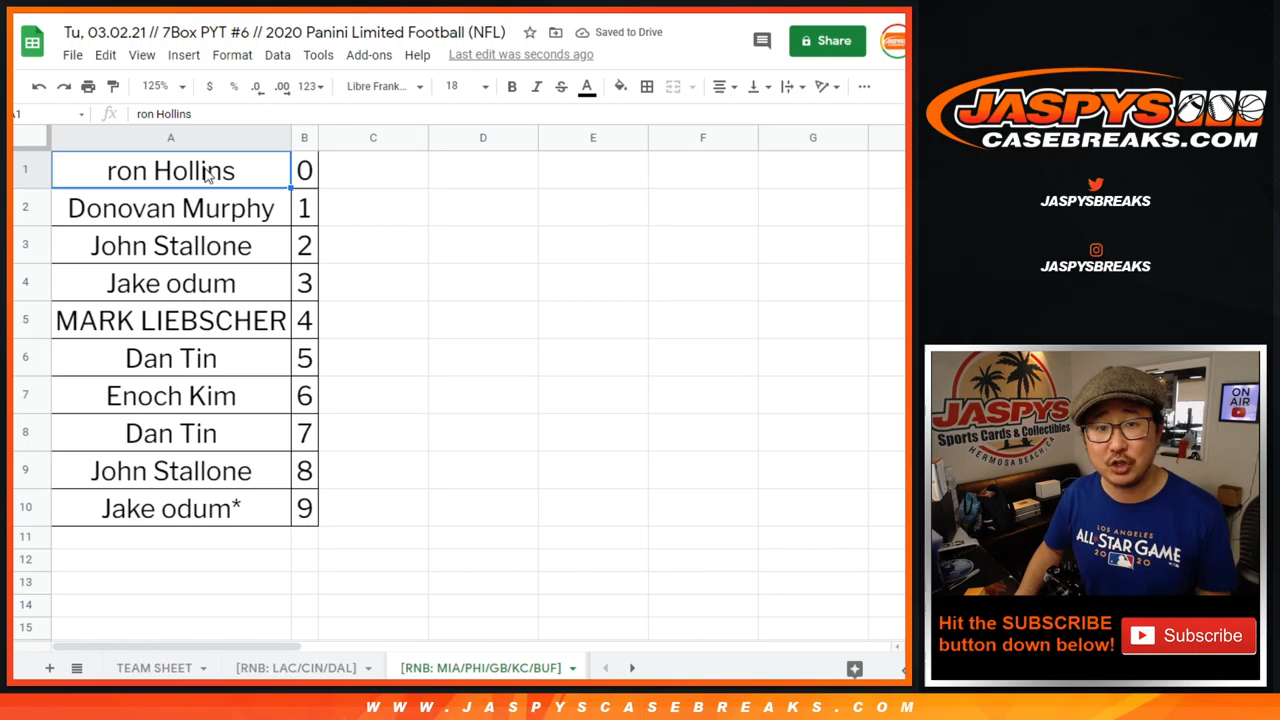 Tu, 03.02.21 // 7Box PYT #6 // 2020 Panini Limited Football (NFL)
Saved to Drive
Share
File Edit View Insert Format Data Tools Add-ons Help Last edit was seconds ago
125% $ % .0 .00 123 Libre Frank... 18 B I S A
fx ron Hollins
A B C D E F G
1 ron Hollins 0
2 Donovan Murphy 1
3 John Stallone 2
4 Jake odum 3
5 MARK LIEBSCHER 4
6 Dan Tin 5
7 Enoch Kim 6
8 Dan Tin 7
9 John Stallone 8
10 Jake odum* 9
11
12
13
14
15
TEAM SHEET [RNB: LAC/CIN/DAL] [RNB: MIA/PHI/GB/KC/BUF]
JASPYS
CASEBREAKS.COM
JASPYSBREAKS
JASPYSBREAKS
ON
AIR
JASPYS
Sports Cards & Collectibles
HERMOSA BEACH, CA
LOS ANGELES
ALL STAR GAME
2020
Hit the SUBSCRIBE
button down below!
Subscribe
WWW.JASPYSCASEBREAKS.COM